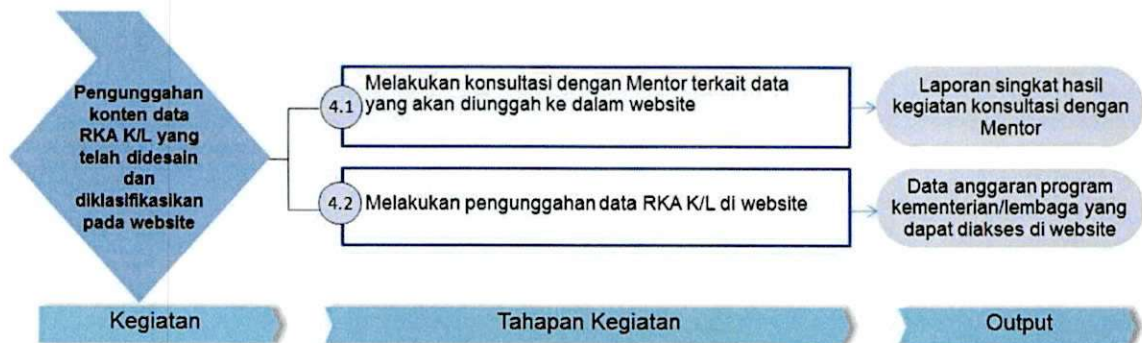 Pengunggahan
konten data
RKA K/L yang
telah didesain
dan
diklasifikasikan
pada website
4.1
Melakukan konsultasi dengan Mentor terkait data
yang akan diunggah ke dalam website
Laporan singkat hasil
kegiatan konsultasi dengan
Mentor
4.2
Melakukan pengunggahan data RKA K/L di website
Data anggaran program
kementerian/lembaga yang
dapat diakses di website
Kegiatan
Tahapan Kegiatan
Output